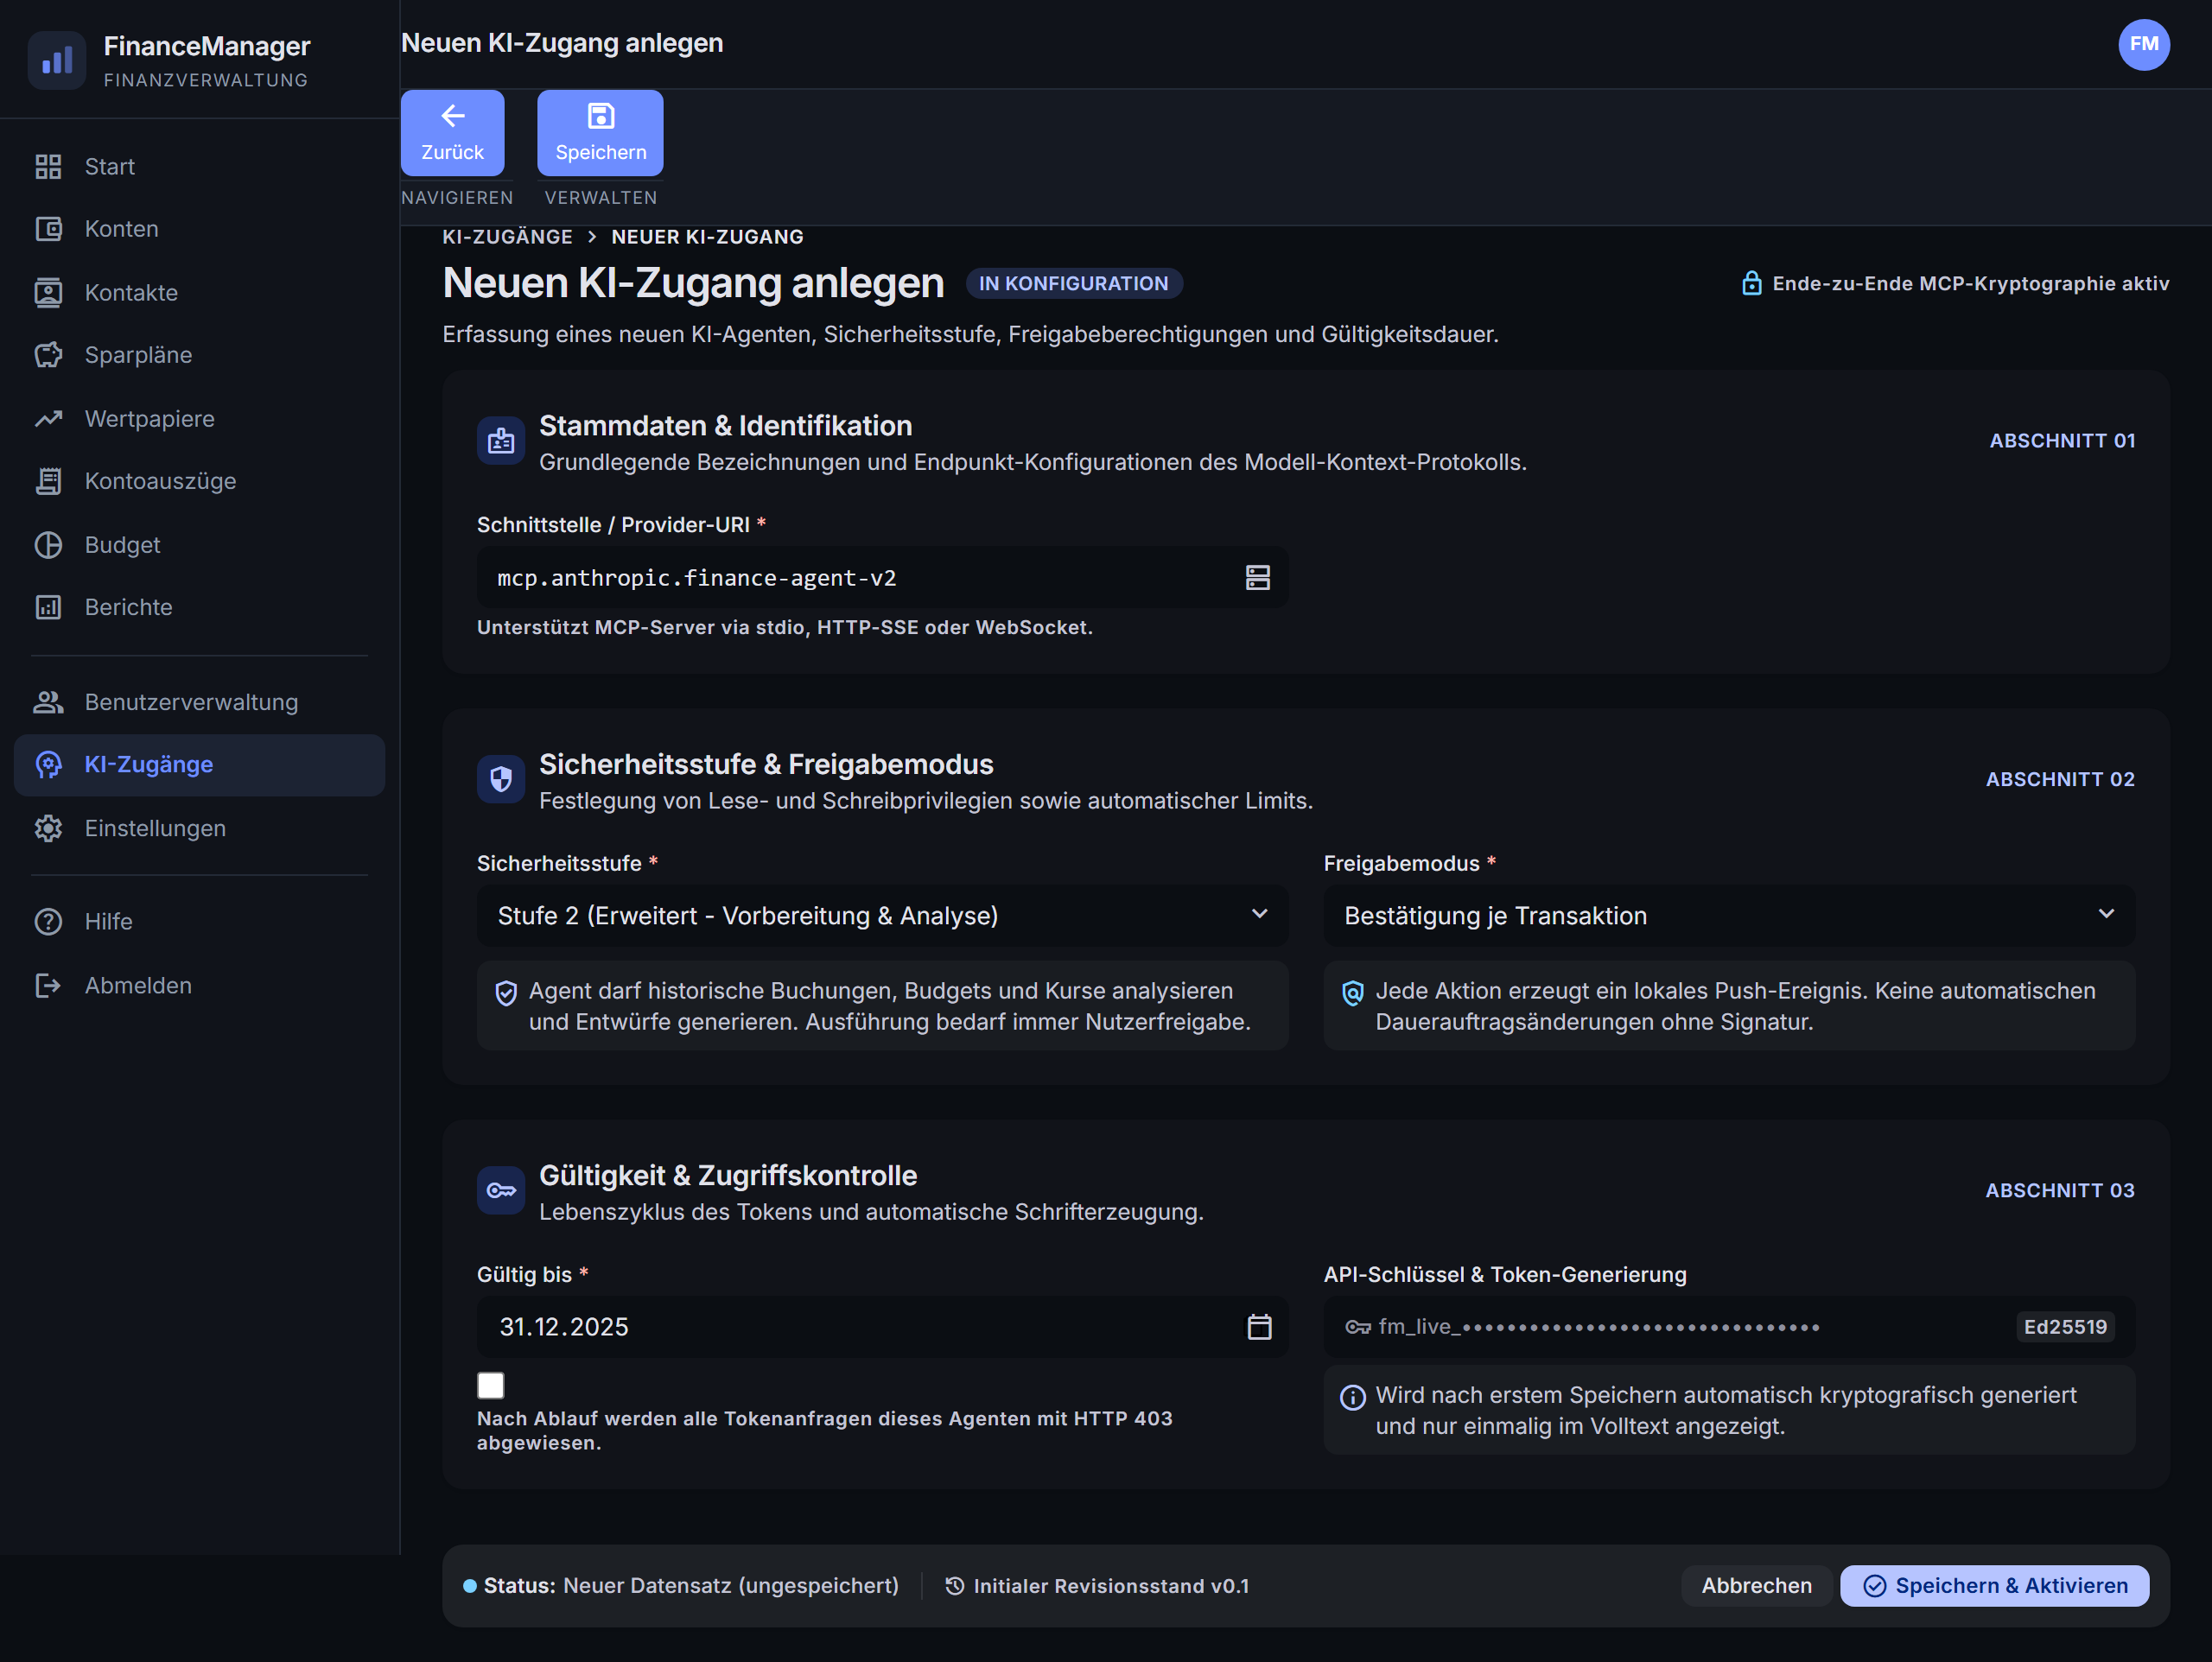 FinanceManager
FINANZVERWALTUNG
Start
Konten
Kontakte
Sparpläne
Wertpapiere
Kontoauszüge
Budget
Berichte
Benutzerverwaltung
KI-Zugänge
Einstellungen
Hilfe
Abmelden
Neuen KI-Zugang anlegen
FM
Zurück
Speichern
NAVIGIEREN
VERWALTEN
KI-ZUGÄNGE > NEUER KI-ZUGANG
Neuen KI-Zugang anlegen
IN KONFIGURATION
Ende-zu-Ende MCP-Kryptographie aktiv
Erfassung eines neuen KI-Agenten, Sicherheitsstufe, Freigabeberechtigungen und Gültigkeitsdauer.
Stammdaten & Identifikation
Grundlegende Bezeichnungen und Endpunkt-Konfigurationen des Modell-Kontext-Protokolls.
ABSCHNITT 01
Schnittstelle / Provider-URI *
mcp.anthropic.finance-agent-v2
Unterstützt MCP-Server via stdio, HTTP-SSE oder WebSocket.
Sicherheitsstufe & Freigabemodus
Festlegung von Lese- und Schreibprivilegien sowie automatischer Limits.
ABSCHNITT 02
Sicherheitsstufe *
Stufe 2 (Erweitert - Vorbereitung & Analyse)
Agent darf historische Buchungen, Budgets und Kurse analysieren
und Entwürfe generieren. Ausführung bedarf immer Nutzerfreigabe.
Freigabemodus *
Bestätigung je Transaktion
Jede Aktion erzeugt ein lokales Push-Ereignis. Keine automatischen
Dauerauftragsänderungen ohne Signatur.
Gültigkeit & Zugriffskontrolle
Lebenszyklus des Tokens und automatische Schrifterzeugung.
ABSCHNITT 03
Gültig bis *
31.12.2025
Nach Ablauf werden alle Tokenanfragen dieses Agenten mit HTTP 403
abgewiesen.
API-Schlüssel & Token-Generierung
fm_live_••••••••••••••••••••••••••••••••
Ed25519
Wird nach erstem Speichern automatisch kryptografisch generiert
und nur einmalig im Volltext angezeigt.
Status: Neuer Datensatz (ungespeichert)
Initialer Revisionsstand v0.1
Abbrechen
Speichern & Aktivieren